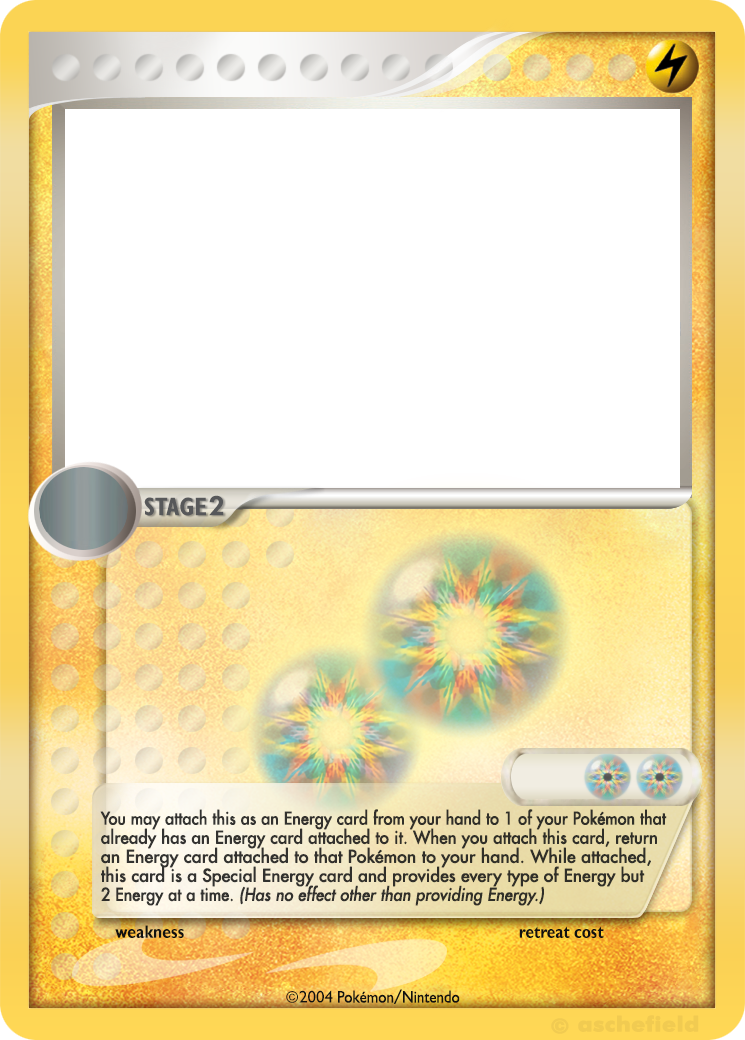 STAGE2
You may attach this as an Energy card from your hand to 1 of your Pokémon that
already has an Energy card attached to it. When you attach this card, return
an Energy card attached to that Pokémon to your hand. While attached,
this card is a Special Energy card and provides every type of Energy but
2 Energy at a time. (Has no effect other than providing Energy.)
weakness
retreat cost
©2004 Pokémon/Nintendo
© aschefield